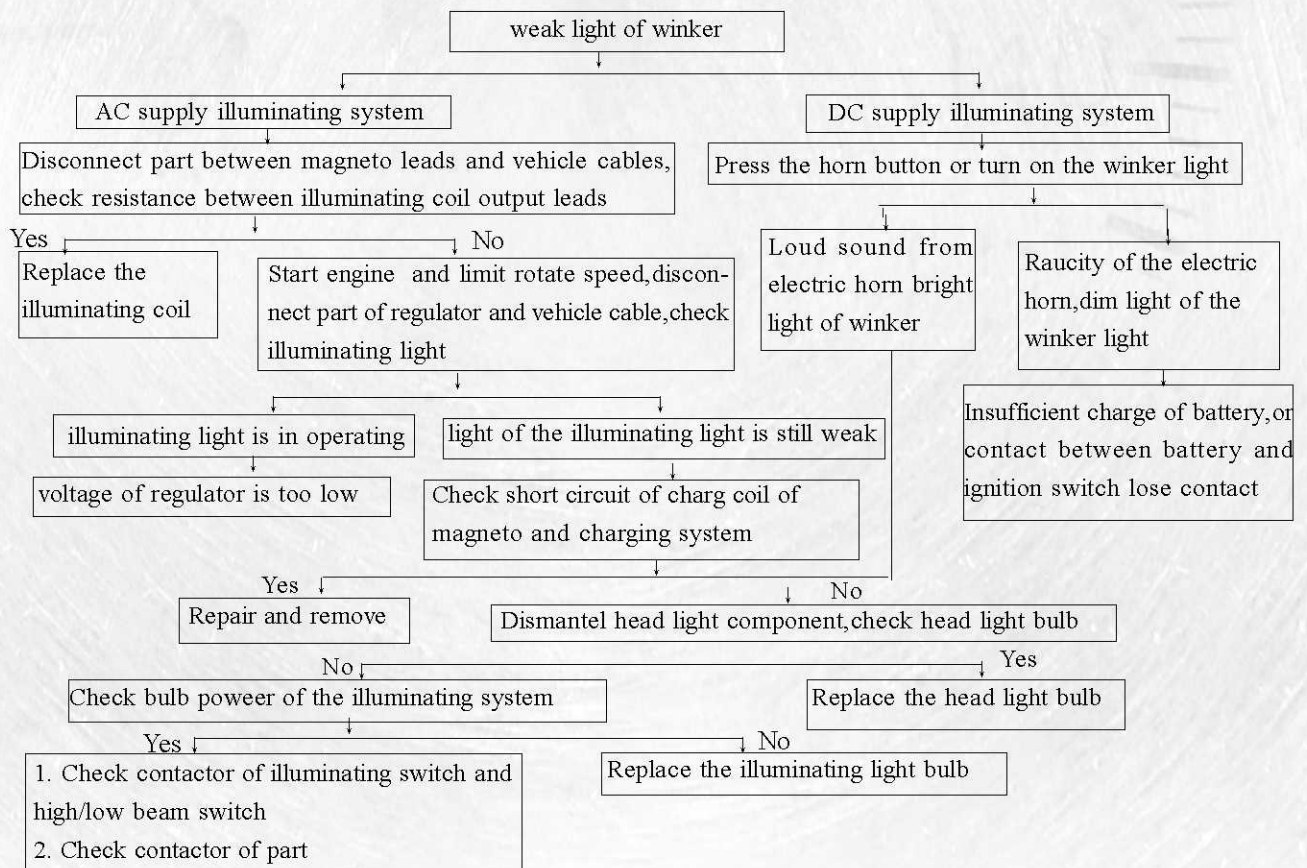 weak light of winker
AC supply illuminating system
DC supply illuminating system
Disconnect part between magneto leads and vehicle cables,
check resistance between illuminating coil output leads
Press the horn button or turn on the winker light
Yes
No
Replace the
illuminating coil
Start engine and limit rotate speed,discon-
nect part of regulator and vehicle cable,check
illuminating light
Loud sound from
electric horn bright
light of winker
Raucity of the electric
horn,dim light of the
winker light
illuminating light is in operating
light of the illuminating light is still weak
Insufficient charge of battery,or
contact between battery and
ignition switch lose contact
voltage of regulator is too low
Check short circuit of charg coil of
magneto and charging system
Yes
No
Repair and remove
Dismantel head light component,check head light bulb
No
Yes
Check bulb poweer of the illuminating system
Replace the head light bulb
Yes
No
1. Check contactor of illuminating switch and
high/low beam switch
2. Check contactor of part
Replace the illuminating light bulb